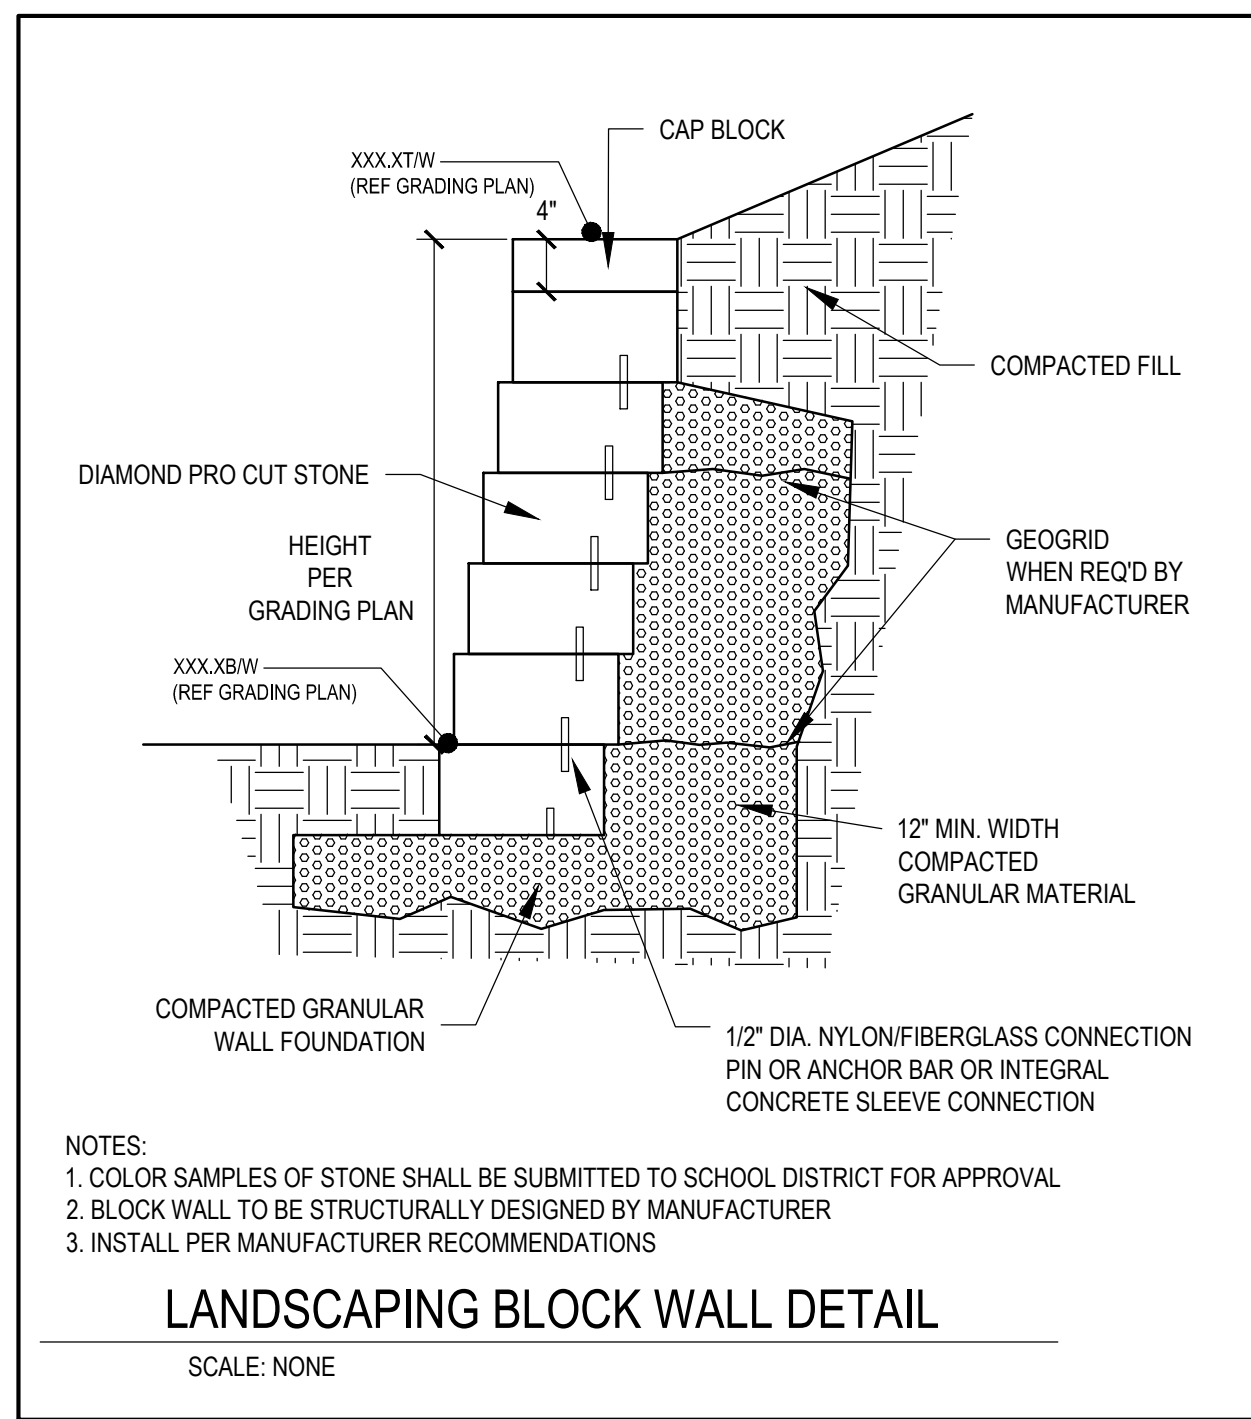 CAP BLOCK
XXX.XT/W
(REF GRADING PLAN)
4"
COMPACTED FILL
DIAMOND PRO CUT STONE
HEIGHT
PER
GRADING PLAN
GEOGRID
WHEN REQ'D BY
MANUFACTURER
XXX.XB/W
(REF GRADING PLAN)
12" MIN. WIDTH
COMPACTED
GRANULAR MATERIAL
COMPACTED GRANULAR
WALL FOUNDATION
1/2" DIA. NYLON/FIBERGLASS CONNECTION
PIN OR ANCHOR BAR OR INTEGRAL
CONCRETE SLEEVE CONNECTION
NOTES:
1. COLOR SAMPLES OF STONE SHALL BE SUBMITTED TO SCHOOL DISTRICT FOR APPROVAL
2. BLOCK WALL TO BE STRUCTURALLY DESIGNED BY MANUFACTURER
3. INSTALL PER MANUFACTURER RECOMMENDATIONS
LANDSCAPING BLOCK WALL DETAIL
SCALE: NONE